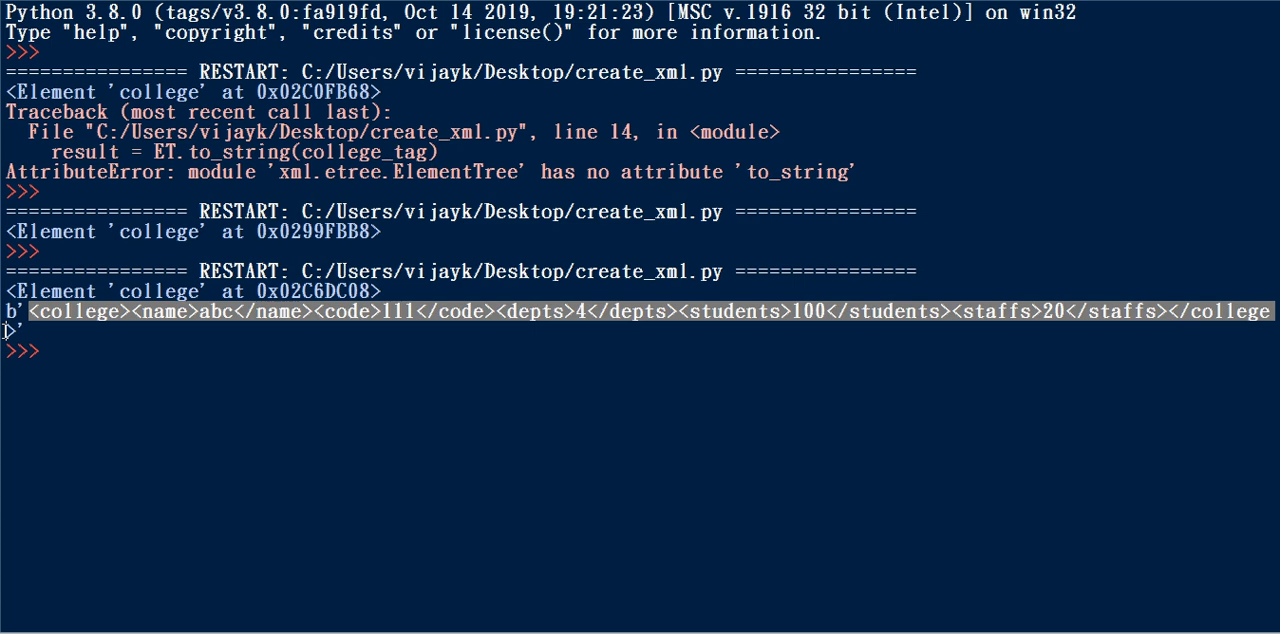 Python 3.8.0 (tags/v3.8.0:fa919fd, Oct 14 2019, 19:21:23) [MSC v.1916 32 bit (Intel)] on win32
Type "help", "copyright", "credits" or "license()" for more information.
>>>
================ RESTART: C:/Users/vijayk/Desktop/create_xml.py ================
<Element 'college' at 0x02C0FB68>
Traceback (most recent call last):
  File "C:/Users/vijayk/Desktop/create_xml.py", line 14, in <module>
    result = ET.to_string(college_tag)
AttributeError: module 'xml.etree.ElementTree' has no attribute 'to_string'
>>>
================ RESTART: C:/Users/vijayk/Desktop/create_xml.py ================
<Element 'college' at 0x0299FBB8>
>>>
================ RESTART: C:/Users/vijayk/Desktop/create_xml.py ================
<Element 'college' at 0x02C6DC08>
b'<college><name>abc</name><code>111</code><depts>4</depts><students>100</students><staffs>20</staffs></college
>'
>>>